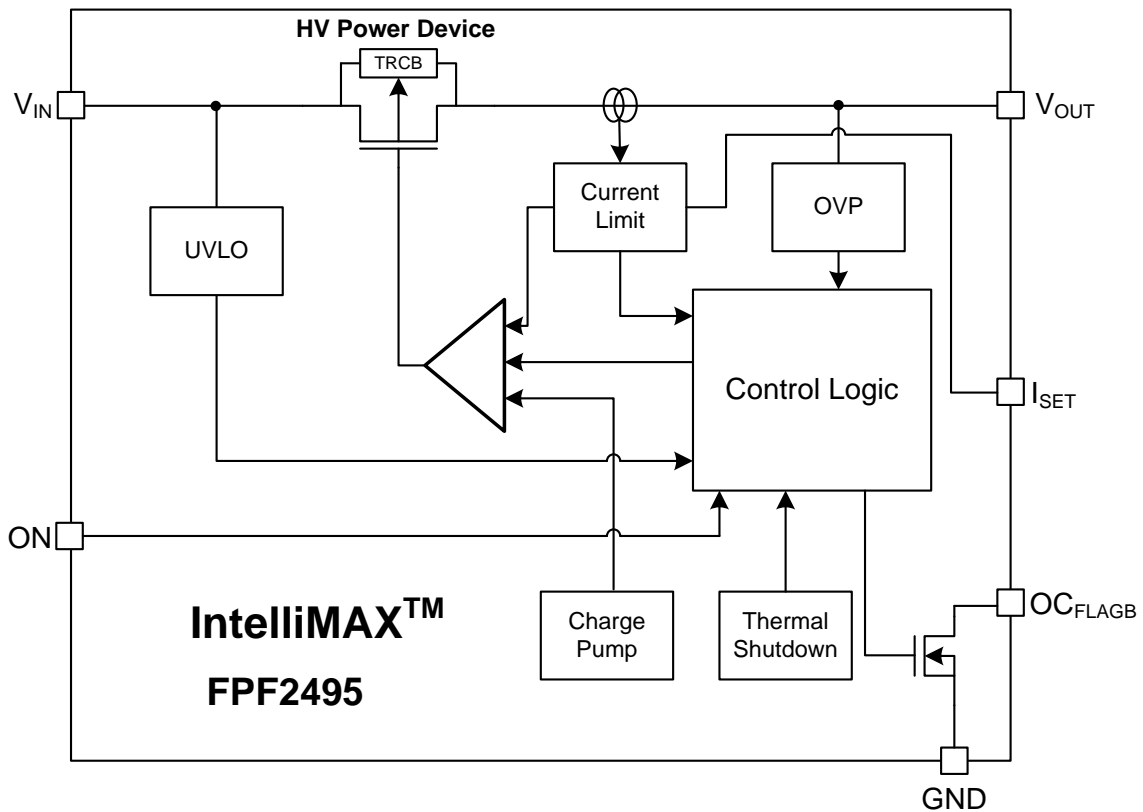 HV Power Device
TRCB
VIN
VOUT
Current
Limit
OVP
UVLO
Control Logic
ISET
ON
OCFLAGB
IntelliMAX™
FPF2495
Charge
Pump
Thermal
Shutdown
GND